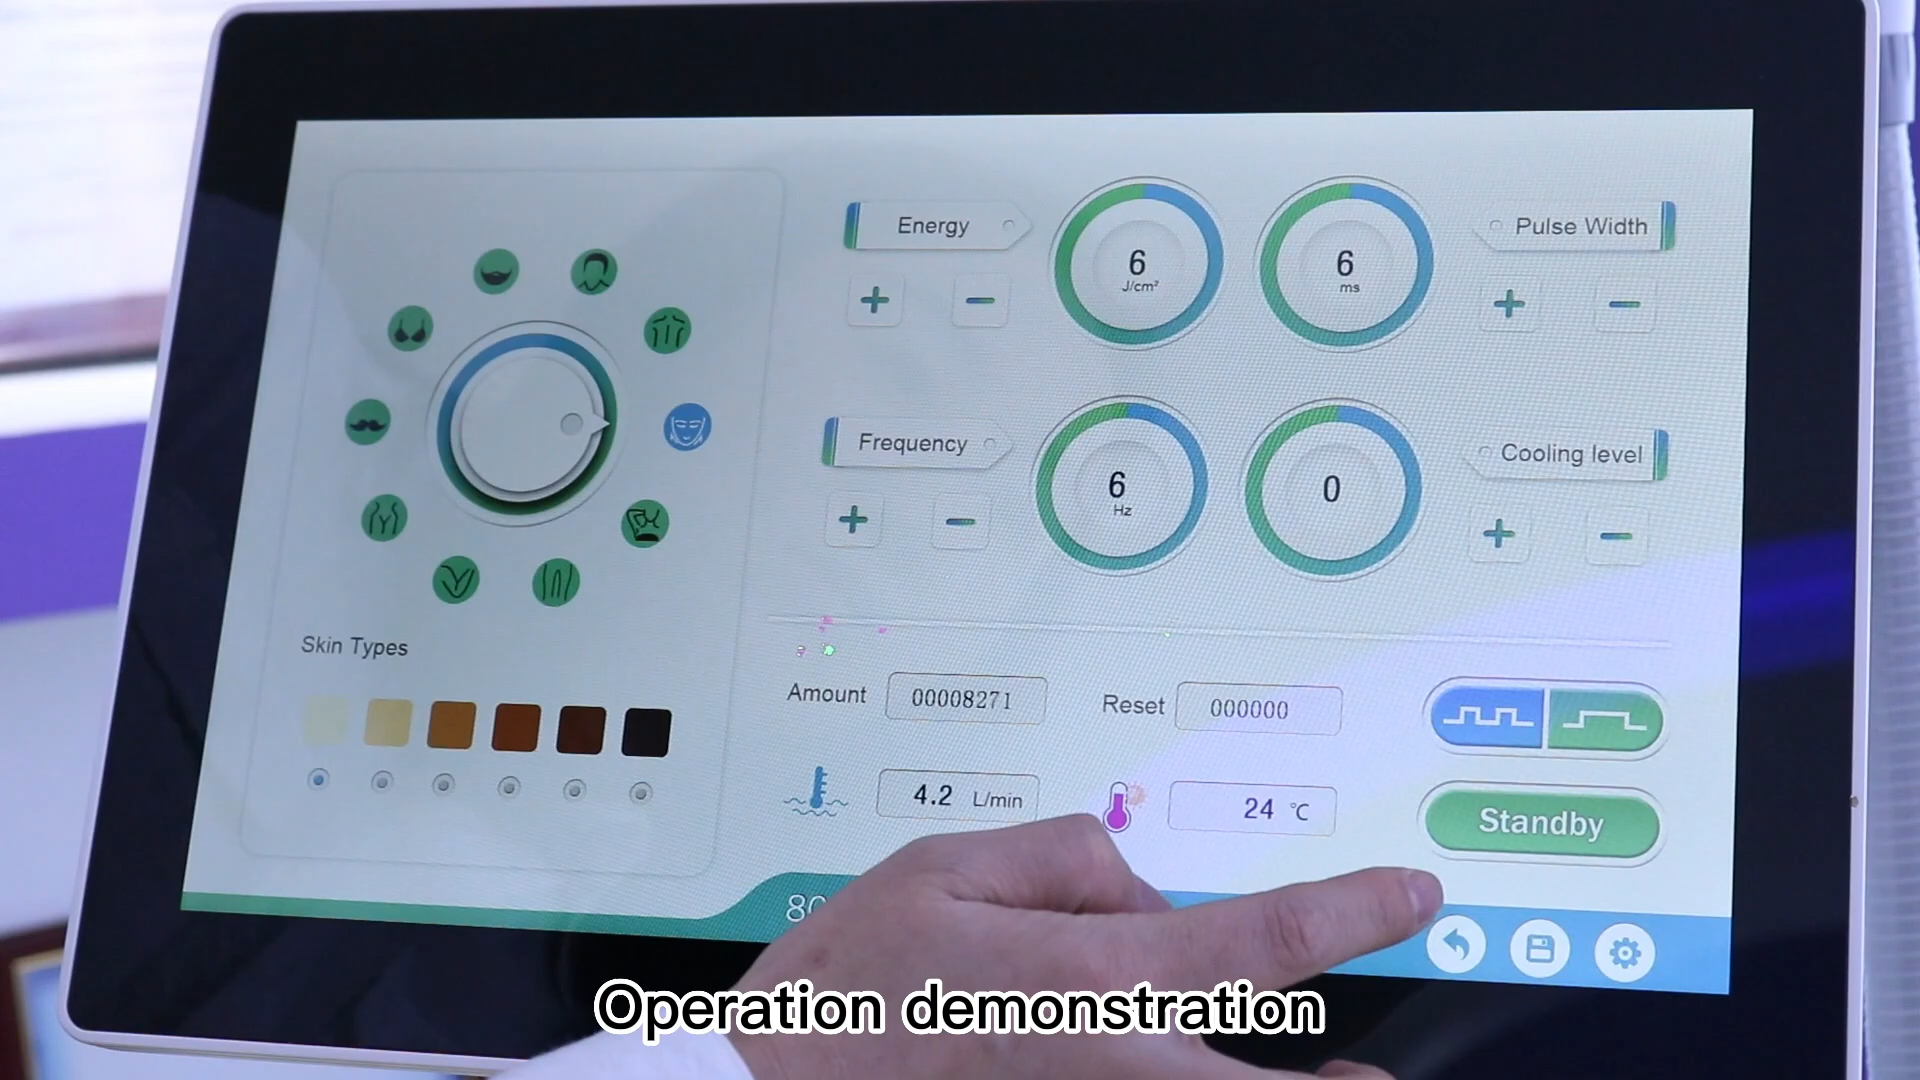 Energy
6
J/cm²
6
ms
Pulse Width
+ −
+ −
Frequency
6
Hz
0
Cooling level
+ −
+ −
Skin Types
Amount 00008271
Reset 000000
4.2 L/min
24 °C
Standby
Operation demonstration